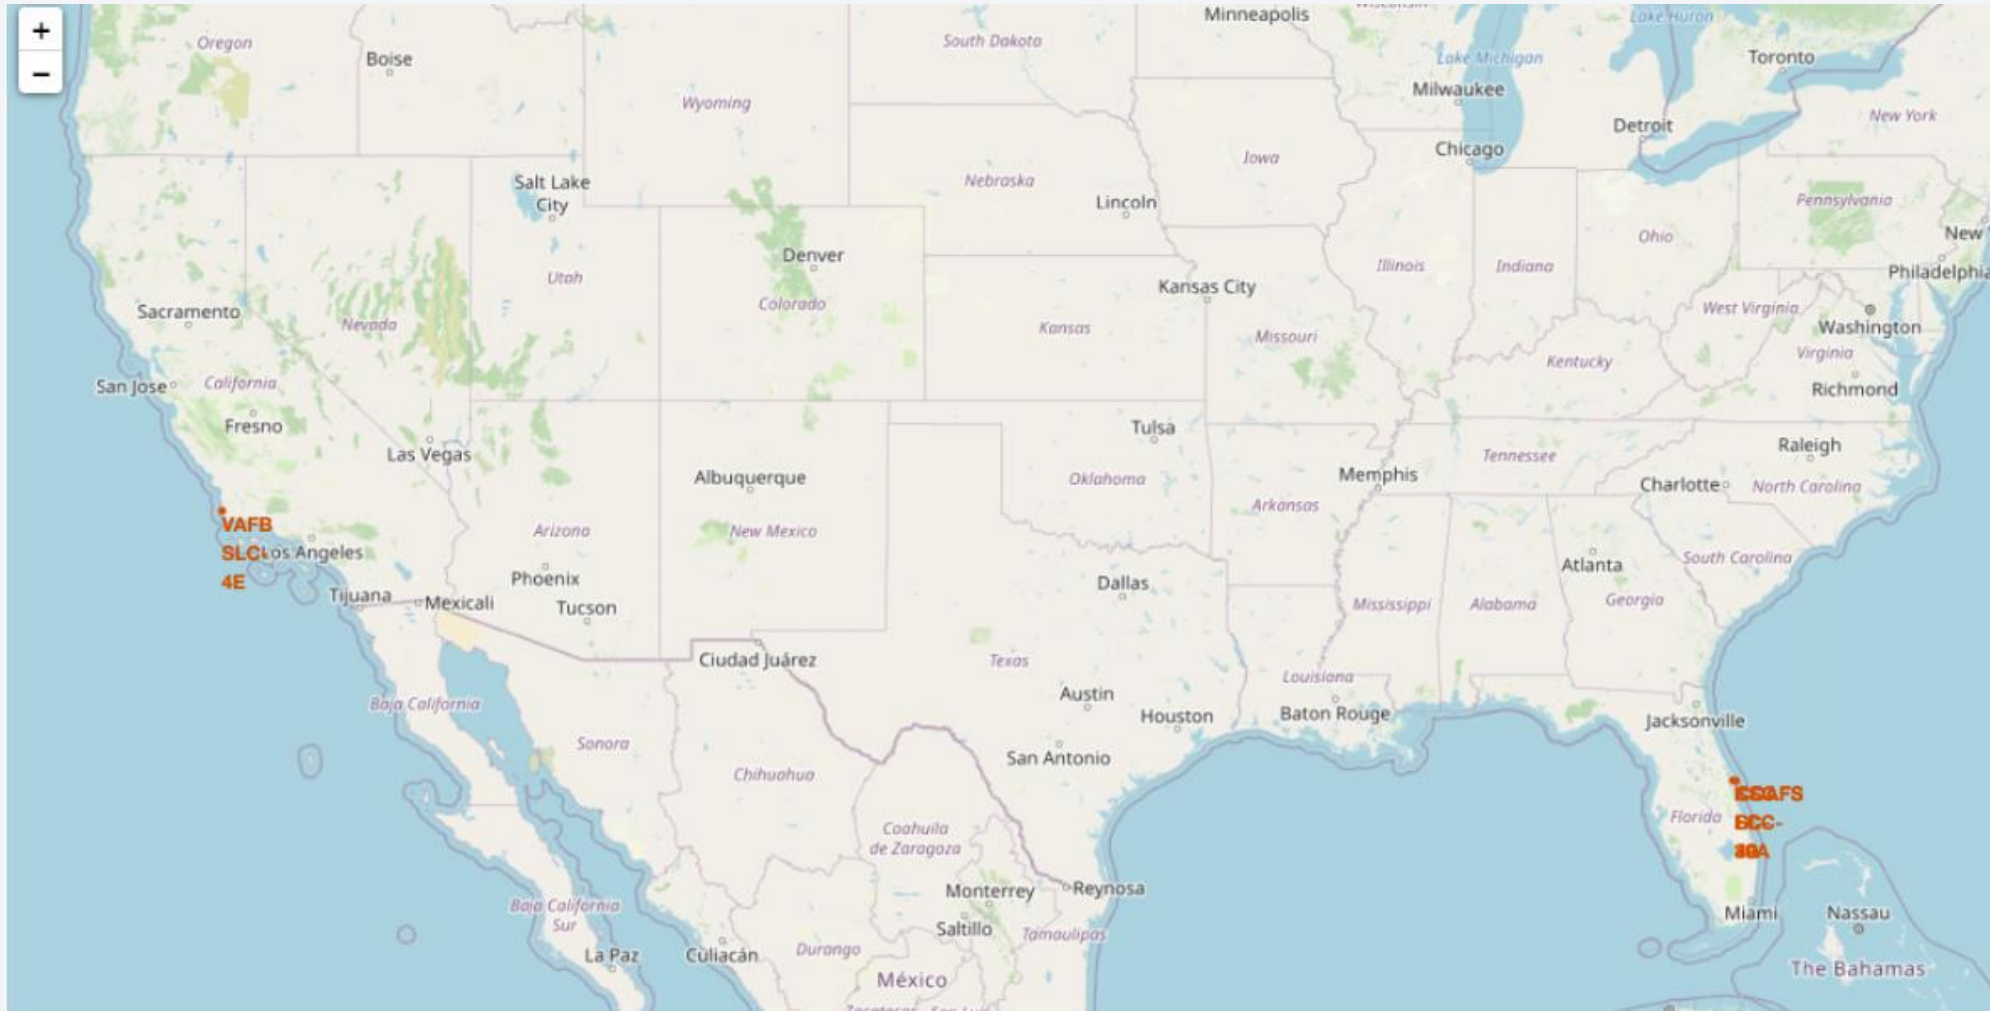 +
−
Oregon
Boise
South Dakota
Minneapolis
Lake Huron
Lake Michigan
Toronto
Wyoming
Milwaukee
New York
Detroit
Chicago
Iowa
Salt Lake
City
Nebraska
Lincoln
Pennsylvania
Ohio
New
Denver
Utah
Illinois
Indiana
Philadelphia
Kansas City
Colorado
Sacramento
West Virginia
Nevada
Kansas
Washington
Missouri
Virginia
Kentucky
San Jose
California
Richmond
Fresno
Tulsa
Las Vegas
Raleigh
Tennessee
Albuquerque
Oklahoma
Memphis
Charlotte
North Carolina
Arkansas
VAFB
SLC-
4E
Los Angeles
Arizona
New Mexico
South Carolina
Atlanta
Phoenix
Dallas
Tijuana
Mexicali
Tucson
Mississippi
Alabama
Georgia
Ciudad Juárez
Texas
Louisiana
Austin
Baja California
Houston
Baton Rouge
Jacksonville
Sonora
San Antonio
Chihuahua
Florida
Coahuila
de Zaragoza
Monterrey
Reynosa
Baja California
Sur
Saltillo
Tamaulipas
Miami
Nassau
La Paz
Culiacán
Durango
México
The Bahamas